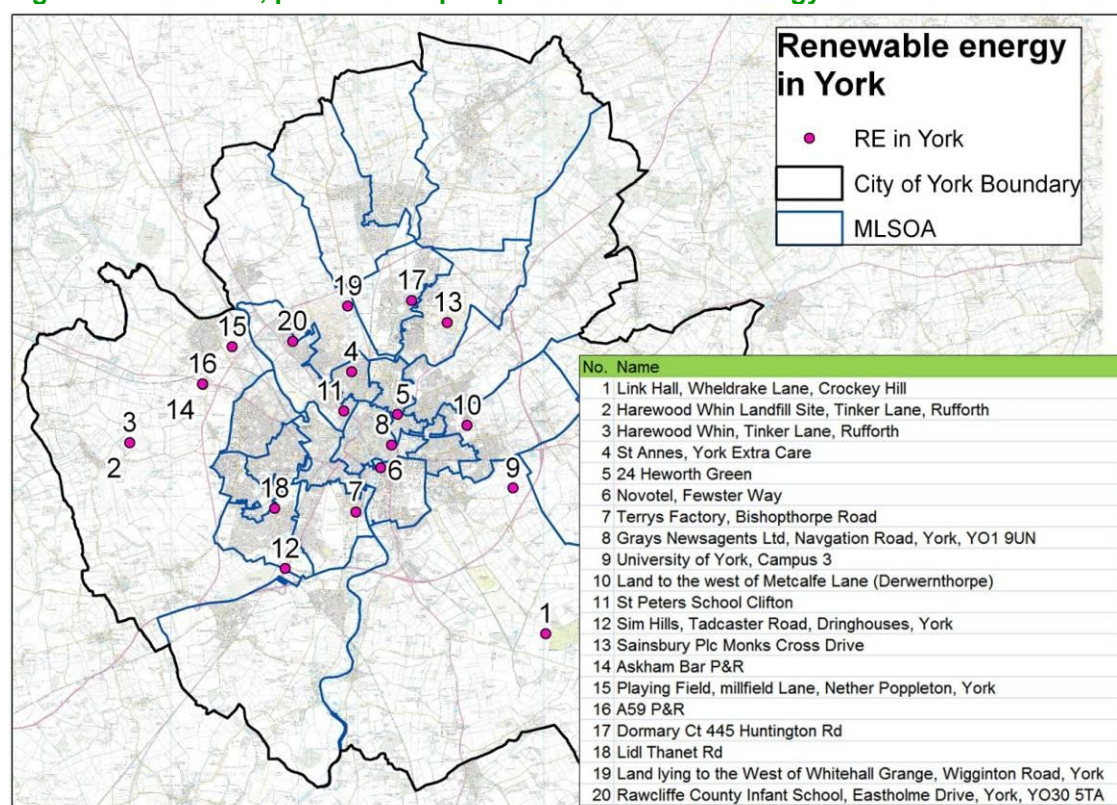 Renewable energy
in York
RE in York
City of York Boundary
MLSOA
19
17
13
15
20
16
4
14
11
5
10
3
8
2
6
9
18
7
12
1
No. Name
1 Link Hall, Wheldrake Lane, Crockey Hill
2 Harewood Whin Landfill Site, Tinker Lane, Rufforth
3 Harewood Whin, Tinker Lane, Rufforth
4 St Annes, York Extra Care
5 24 Heworth Green
6 Novotel, Fewster Way
7 Terrys Factory, Bishopthorpe Road
8 Grays Newsagents Ltd, Navgation Road, York, YO1 9UN
9 University of York, Campus 3
10 Land to the west of Metcalfe Lane (Derwernthorpe)
11 St Peters School Clifton
12 Sim Hills, Tadcaster Road, Dringhouses, York
13 Sainsbury Plc Monks Cross Drive
14 Askham Bar P&R
15 Playing Field, millfield Lane, Nether Poppleton, York
16 A59 P&R
17 Dormary Ct 445 Huntington Rd
18 Lidl Thanet Rd
19 Land lying to the West of Whitehall Grange, Wigginton Road, York
20 Rawcliffe County Infant School, Eastholme Drive, York, YO30 5TA